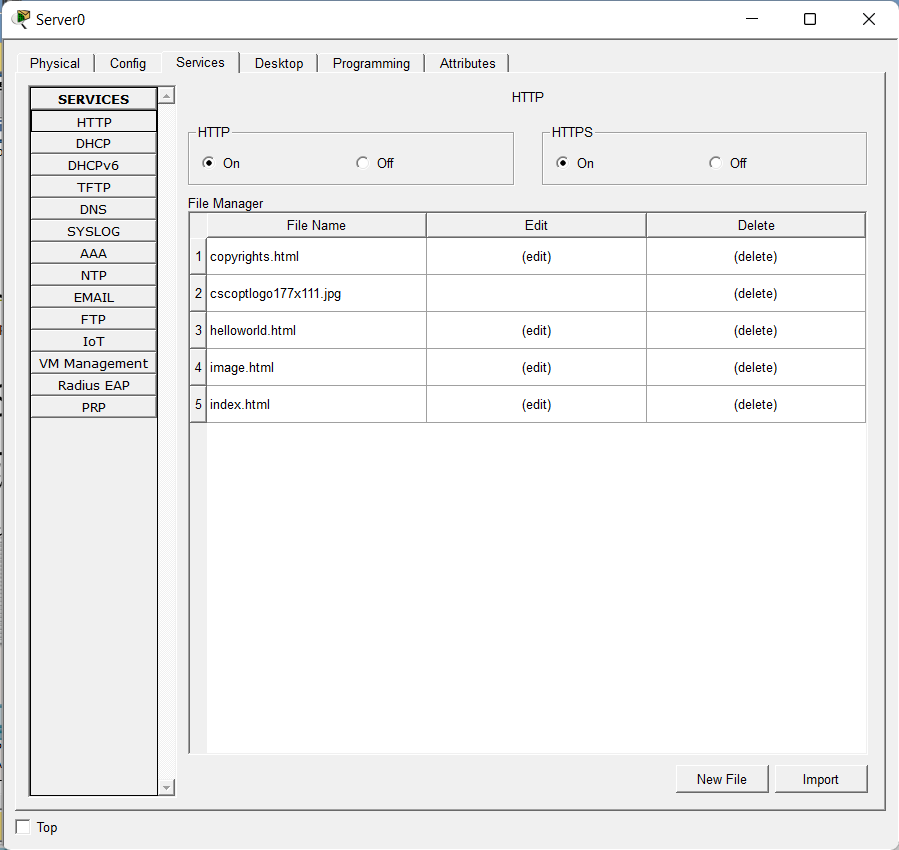 Server0
Physical Config Services Desktop Programming Attributes
SERVICES
HTTP
DHCP
DHCPv6
TFTP
DNS
SYSLOG
AAA
NTP
EMAIL
FTP
IoT
VM Management
Radius EAP
PRP
HTTP
HTTP
On Off
HTTPS
On Off
File Manager
File Name Edit Delete
1 copyrights.html (edit) (delete)
2 cscoptlogo177x111.jpg (delete)
3 helloworld.html (edit) (delete)
4 image.html (edit) (delete)
5 index.html (edit) (delete)
New File Import
Top